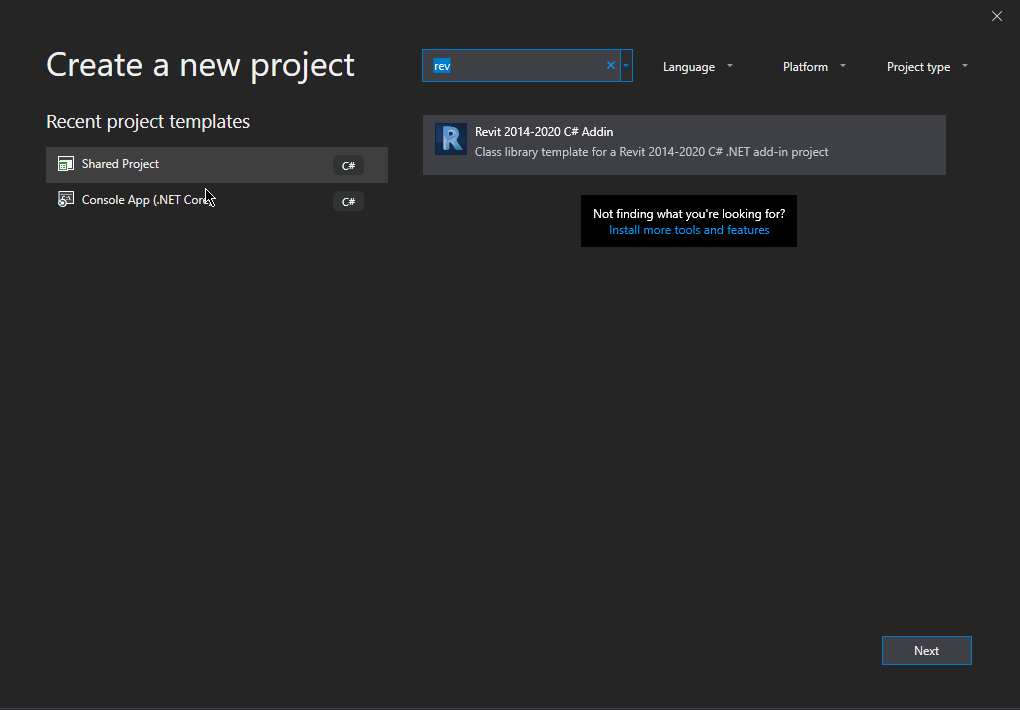 Create a new project
rev
Language
Platform
Project type
Recent project templates
Shared Project
C#
Console App (.NET Core)
C#
R
Revit 2014-2020 C# Addin
Class library template for a Revit 2014-2020 C# .NET add-in project
Not finding what you're looking for?
Install more tools and features
Next